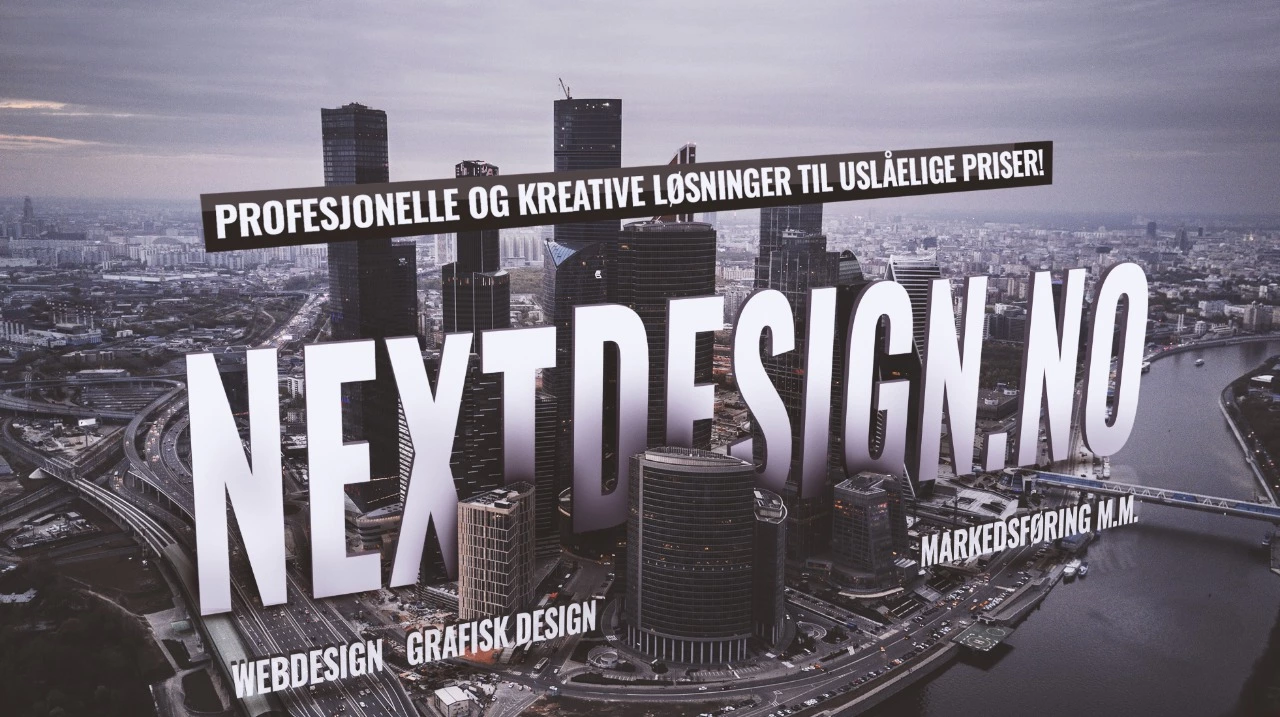 PROFESJONELLE OG KREATIVE LØSNINGER TIL USLÅELIGE PRISER!
NEXTDESIGN.NO
MARKEDSFØRING M.M.
WEBDESIGN GRAFISK DESIGN